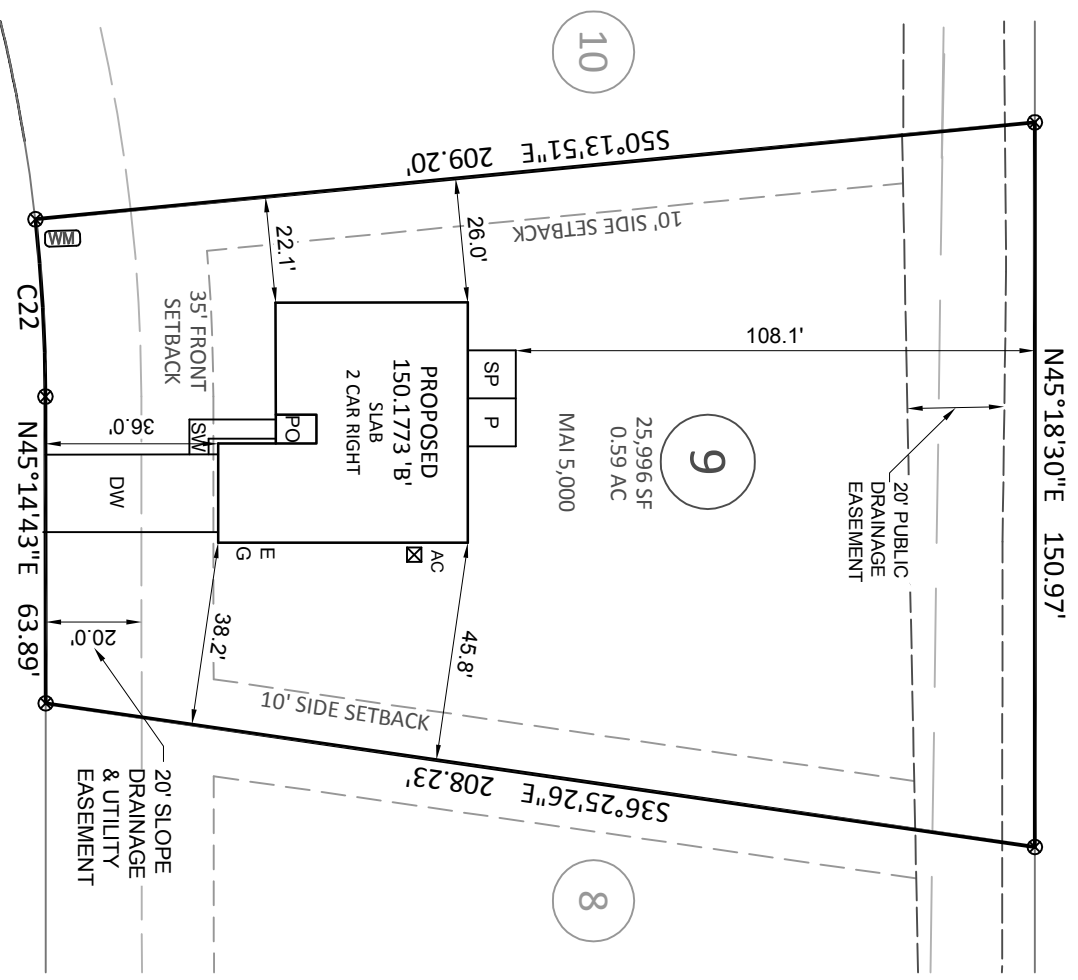 10
S50°13'51"E 209.20'
10' SIDE SETBACK
26.0'
22.1'
WM
C22
35' FRONT
SETBACK
36.0'
SW
PO
DW
N45°14'43"E 63.89'
20.0'
20' SLOPE
DRAINAGE
& UTILITY
EASEMENT
PROPOSED
150.1773 'B'
SLAB
2 CAR RIGHT
SP
P
108.1'
9
25,996 SF
0.59 AC
MAI 5,000
20' PUBLIC
DRAINAGE
EASEMENT
N45°18'30"E 150.97'
AC
E
G
38.2'
45.8'
10' SIDE SETBACK
S36°25'26"E 208.23'
8